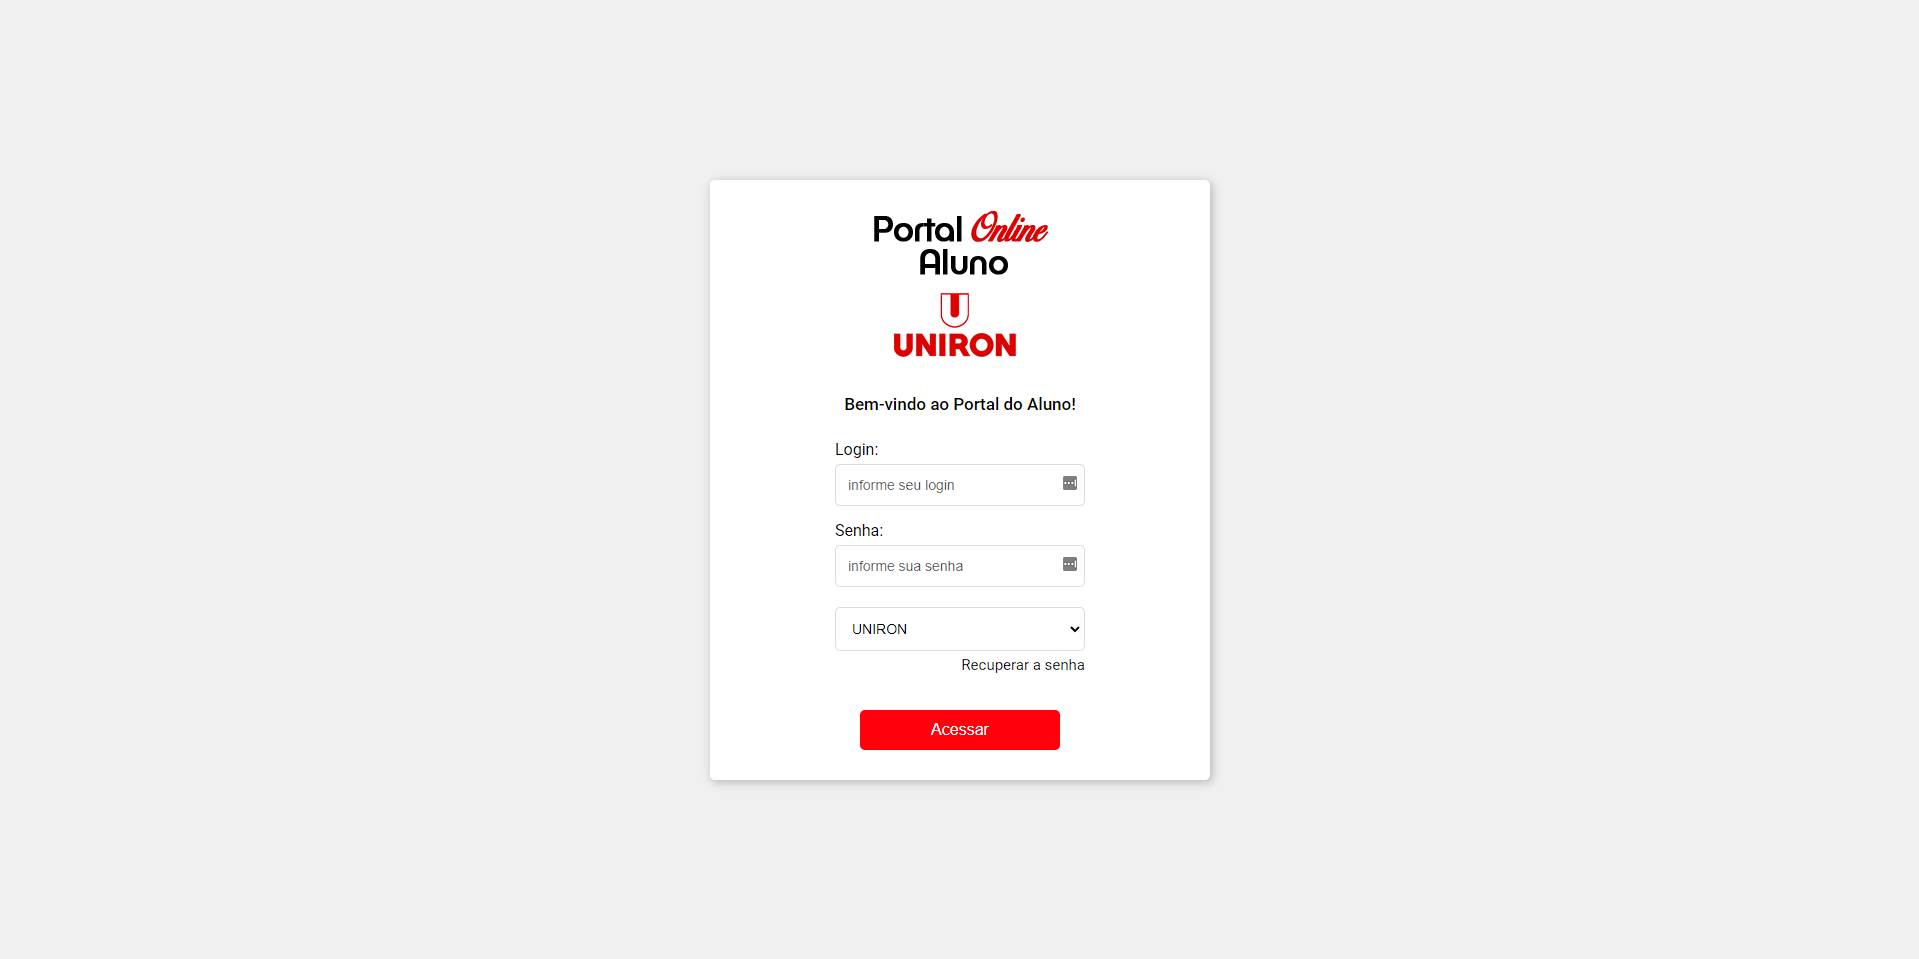 Portal Online
Aluno
U
UNIRON
Bem-vindo ao Portal do Aluno!
Login:
informe seu login
Senha:
informe sua senha
UNIRON
Recuperar a senha
Acessar